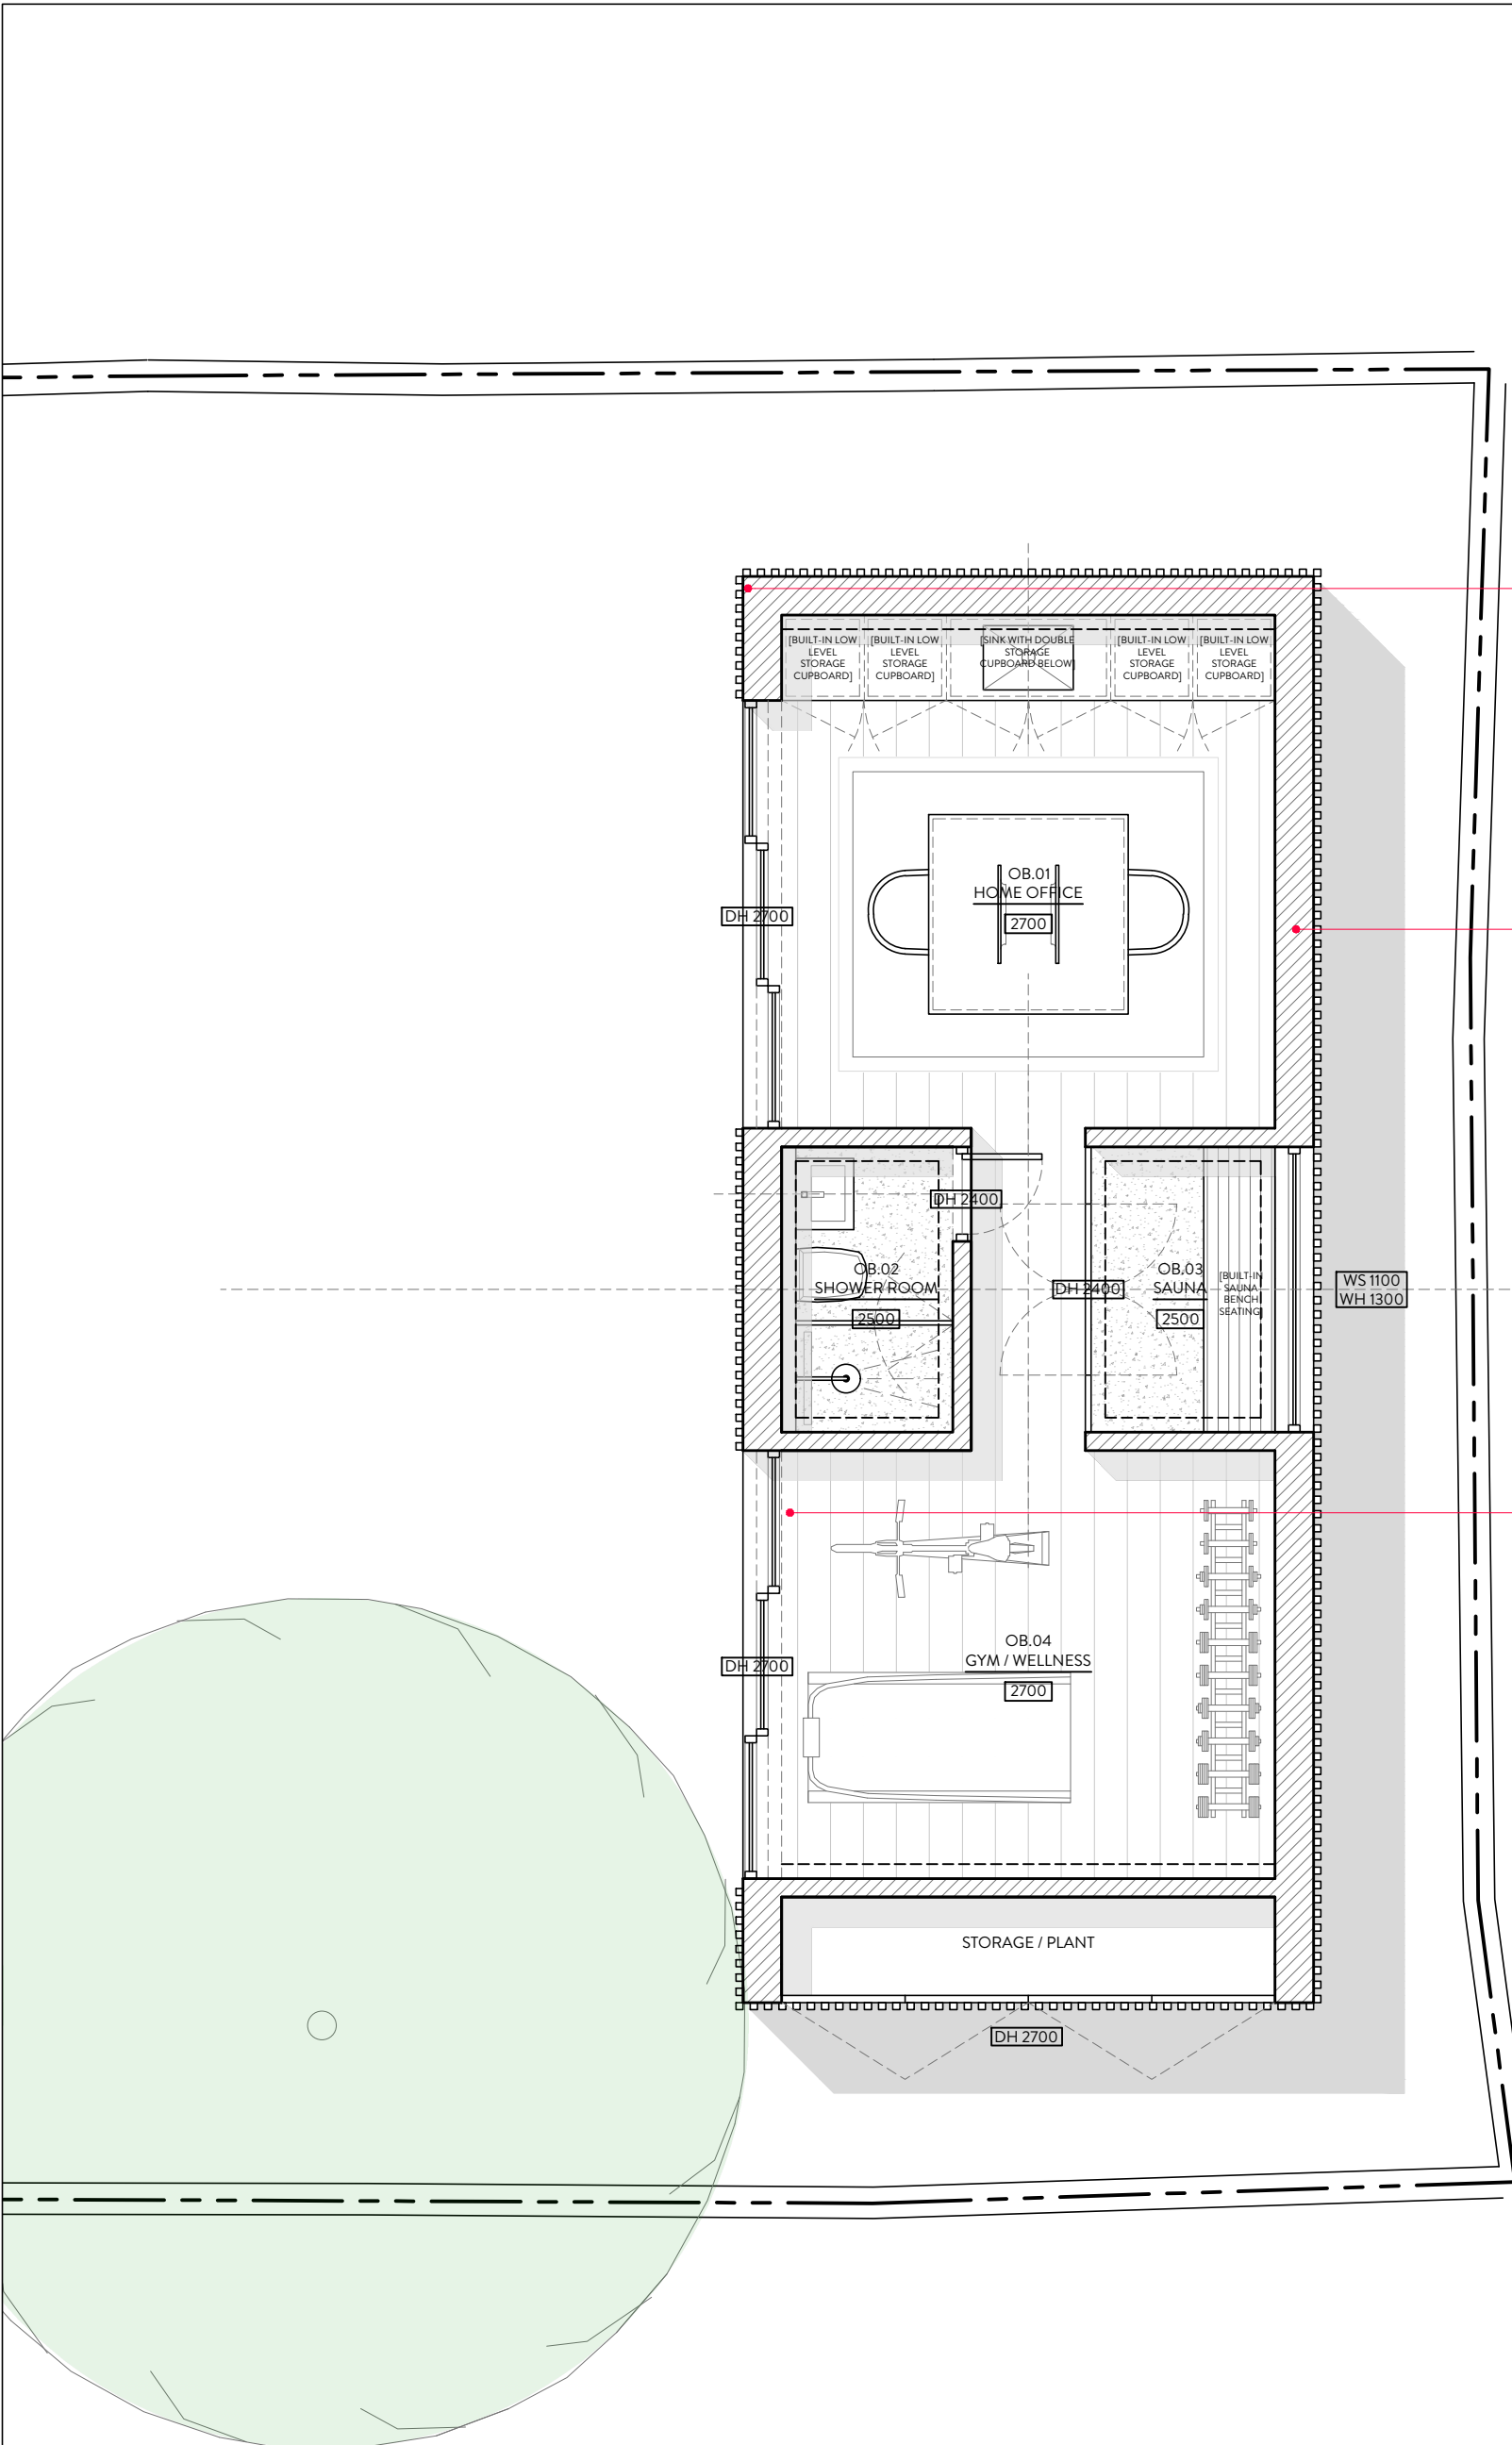 [BUILT-IN LOW
LEVEL
STORAGE
CUPBOARD]
[BUILT-IN LOW
LEVEL
STORAGE
CUPBOARD]
[SINK WITH DOUBLE
STORAGE
CUPBOARD BELOW]
[BUILT-IN LOW
LEVEL
STORAGE
CUPBOARD]
[BUILT-IN LOW
LEVEL
STORAGE
CUPBOARD]
OB.01
HOME OFFICE
2700
DH 2700
DH 2400
OB.02
SHOWER ROOM
2500
DH 2400
OB.03
SAUNA
2500
[BUILT-IN
SAUNA
BENCH
SEATING]
WS 1100
WH 1300
OB.04
GYM / WELLNESS
2700
DH 2700
STORAGE / PLANT
DH 2700